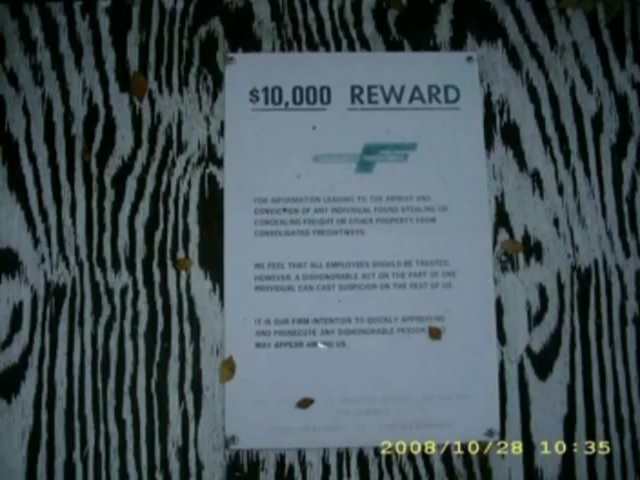 $10,000 REWARD
F
FOR INFORMATION LEADING TO THE ARREST AND
CONVICTION OF ANY INDIVIDUAL FOUND STEALING OR
CONCEALING FREIGHT OR OTHER PROPERTY FROM
CONSOLIDATED FREIGHTWAYS.
WE FEEL THAT ALL EMPLOYEES SHOULD BE TRUSTED,
HOWEVER, A DISHONORABLE ACT ON THE PART OF ONE
INDIVIDUAL CAN CAST SUSPICION ON THE REST OF US.
IT IS OUR FIRM INTENTION TO QUICKLY APPREHEND
AND PROSECUTE ANY DISHONORABLE PERSON
MAY APPEAR AMONG US.
2008/10/28 10:35